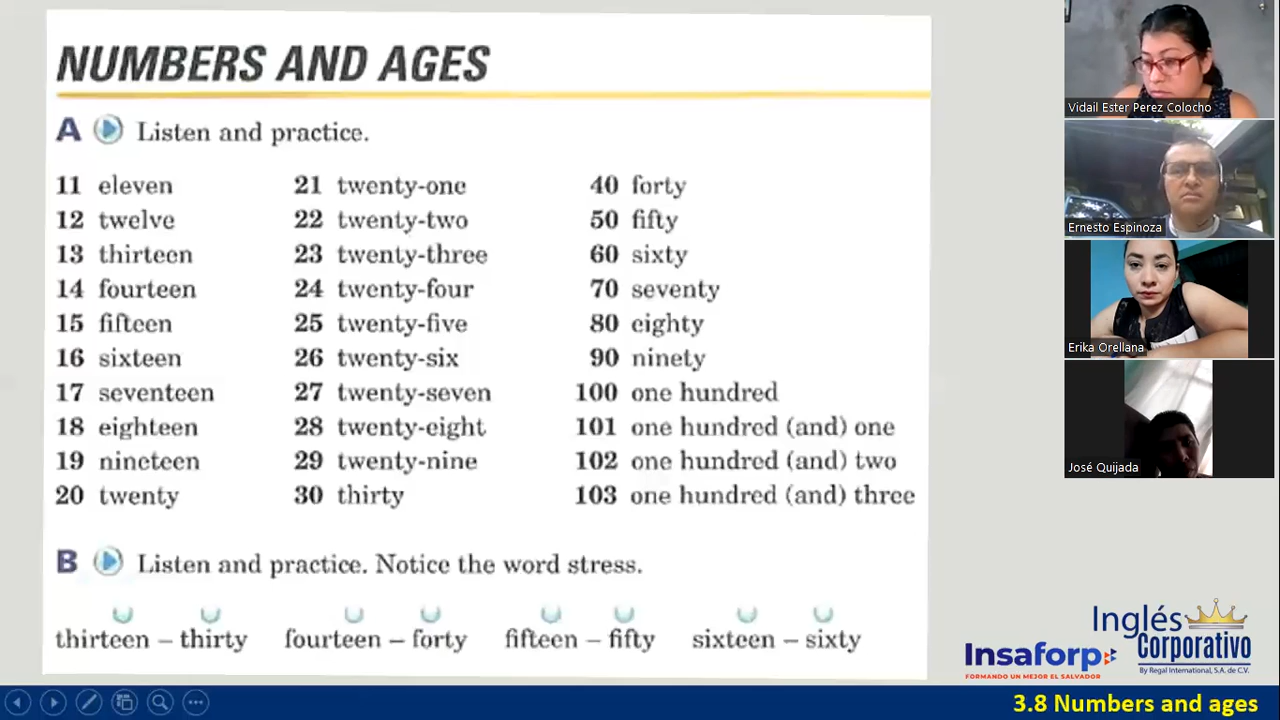 NUMBERS AND AGES
A Listen and practice.
11 eleven 21 twenty-one 40 forty
12 twelve 22 twenty-two 50 fifty
13 thirteen 23 twenty-three 60 sixty
14 fourteen 24 twenty-four 70 seventy
15 fifteen 25 twenty-five 80 eighty
16 sixteen 26 twenty-six 90 ninety
17 seventeen 27 twenty-seven 100 one hundred
18 eighteen 28 twenty-eight 101 one hundred (and) one
19 nineteen 29 twenty-nine 102 one hundred (and) two
20 twenty 30 thirty 103 one hundred (and) three
B Listen and practice. Notice the word stress.
thirteen – thirty fourteen – forty fifteen – fifty sixteen – sixty
Vidail Ester Perez Colocho
Ernesto Espinoza
Erika Orellana
José Quijada
Insaforp
FORMANDO UN MEJOR EL SALVADOR
Inglés
Corporativo
By Regal International, S.A. de C.V.
3.8 Numbers and ages